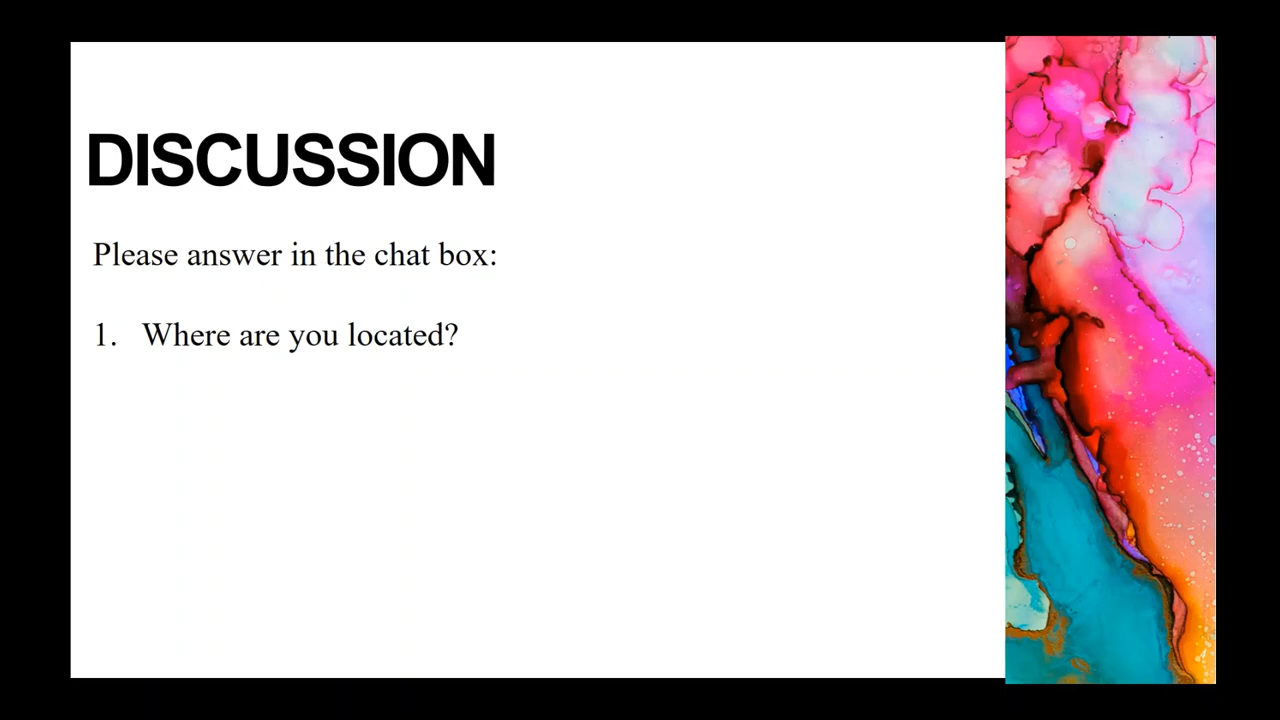 DISCUSSION
Please answer in the chat box:
1. Where are you located?